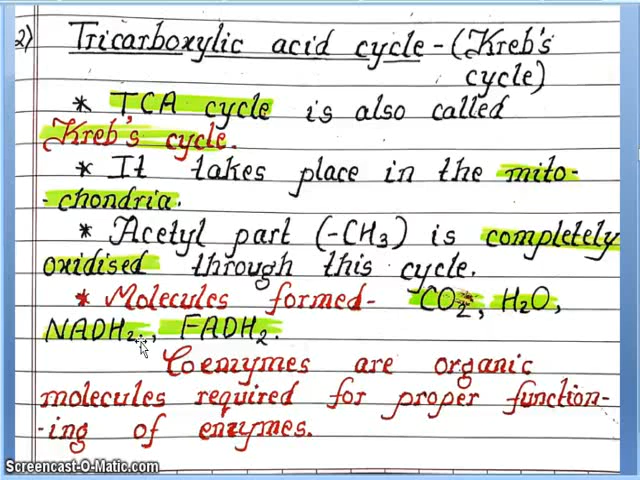 2) Tricarboxylic acid cycle - (Kreb's
cycle)
* TCA cycle is also called
Kreb's cycle.
* It takes place in the mito-
-chondria.
* Acetyl part (-CH3) is completely
oxidised through this cycle.
* Molecules formed- CO2, H2O,
NADH2., FADH2.
Coenzymes are organic
molecules required for proper function-
-ing of enzymes.
Screencast-O-Matic.com